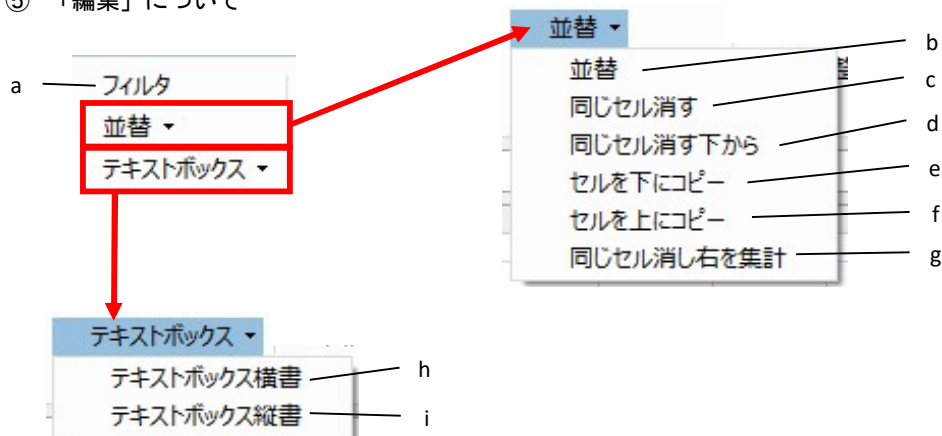 ⑤ 「編集」について
a
フィルタ
並替
テキストボックス
並替
並替
同じセル消す
同じセル消す下から
セルを下にコピー
セルを上にコピー
同じセル消し右を集計
b
c
d
e
f
g
テキストボックス
テキストボックス横書
テキストボックス縦書
h
i